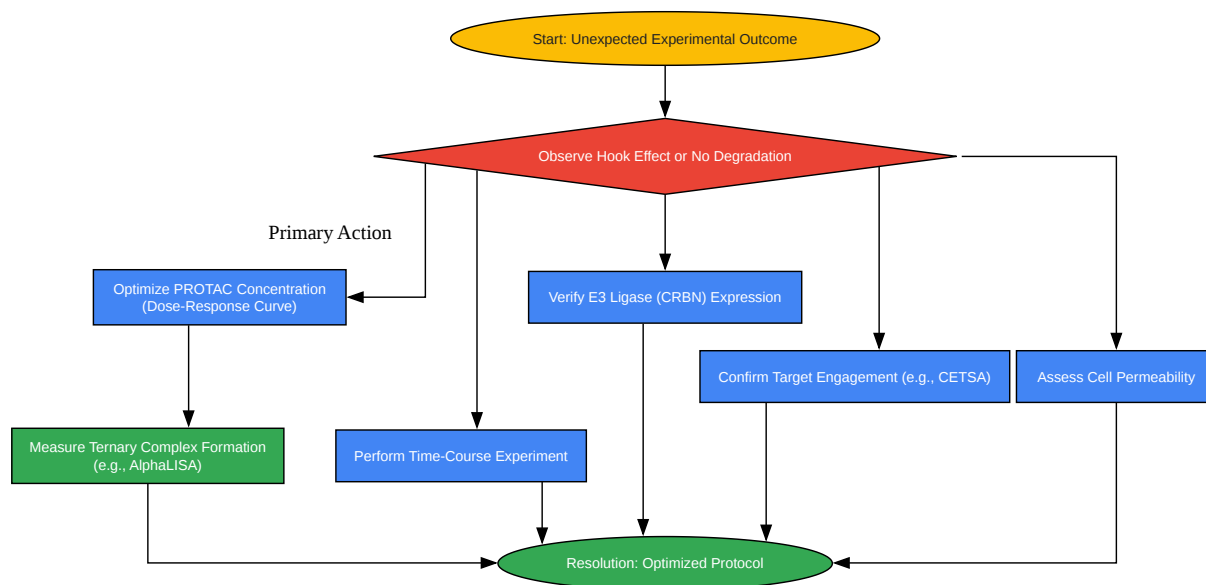 Start: Unexpected Experimental Outcome
Observe Hook Effect or No Degradation
Primary Action
Optimize PROTAC Concentration
(Dose-Response Curve)
Verify E3 Ligase (CRBN) Expression
Confirm Target Engagement (e.g., CETSA)
Assess Cell Permeability
Measure Ternary Complex Formation
(e.g., AlphaLISA)
Perform Time-Course Experiment
Resolution: Optimized Protocol